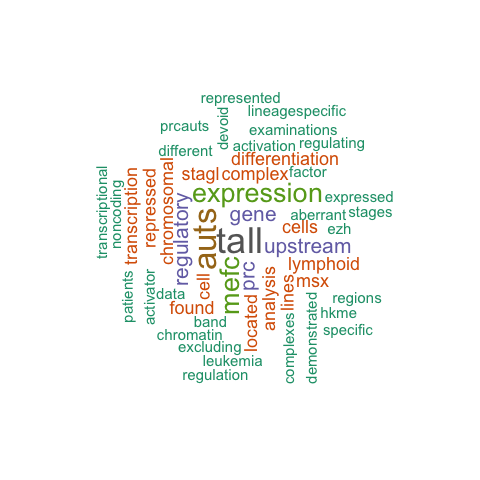 represented
lineagespecific
prcauts
devoid
examinations
different
activation
regulating
differentiation
stagl
complex
factor
transcriptional
noncoding
transcription
repressed
chromosomal
regulatory
expression
expressed
auts
gene
aberrant
stages
tall
cells
ezh
upstream
mefc
prc
lymphoid
patients
activator
data
cell
analysis
lines
msx
found
located
regions
band
complexes
demonstrated
hkme
chromatin
specific
excluding
leukemia
regulation